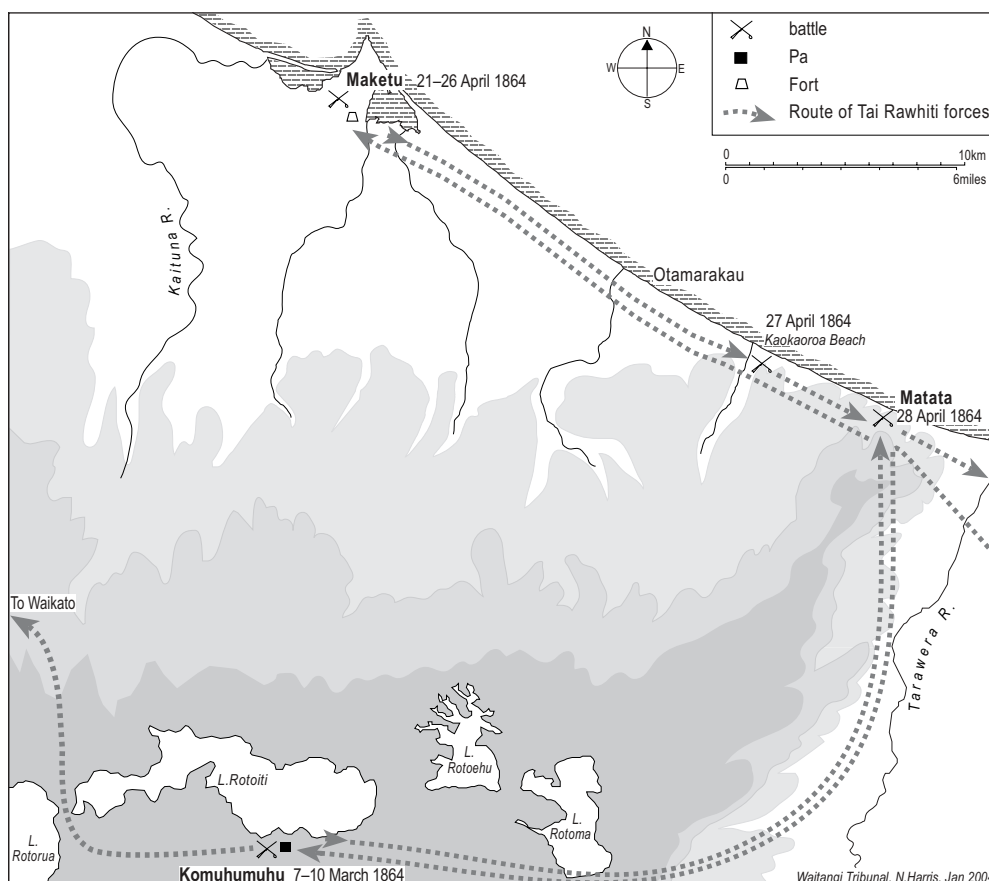 N
W E
S
battle
Pa
Fort
Route of Tai Rawhiti forces
0 10km
0 6miles
Maketu 21–26 April 1864
Kaituna R.
Otamarakau
27 April 1864
Kaokaoroa Beach
Matata
28 April 1864
To Waikato
Tarawera R.
L.
Rotoehu
L.Rotoiti
L.
Rotoma
L.
Rotorua
Komuhumuhu 7–10 March 1864
Waitangi Tribunal, N.Harris, Jan 2004